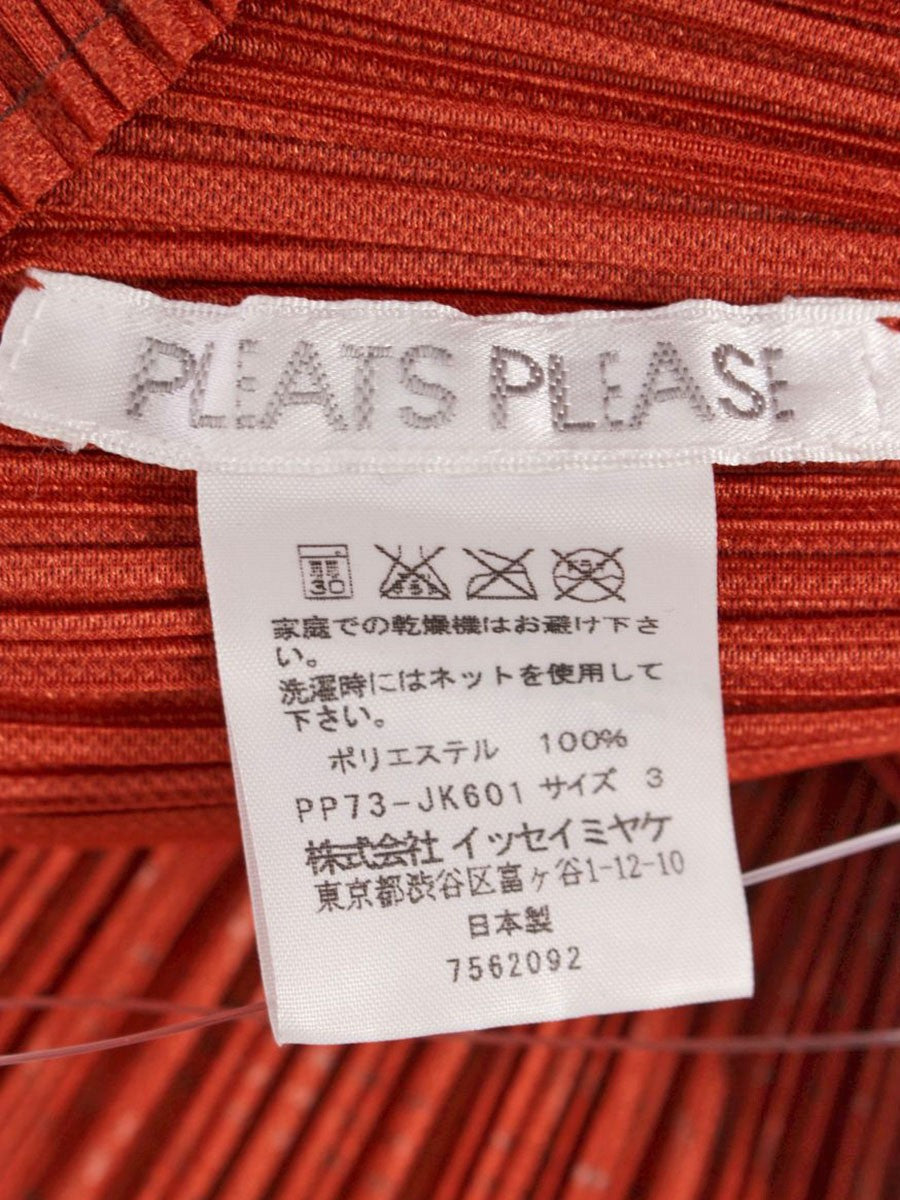 PLEATS PLEASE
30
家庭での乾燥機はお避け下さ
い。
洗濯時にはネットを使用して
下さい。
ポリエステル 100%
PP73-JK601 サイズ 3
株式会社 イッセイミヤケ
東京都渋谷区富ヶ谷1-12-10
日本製
7562092